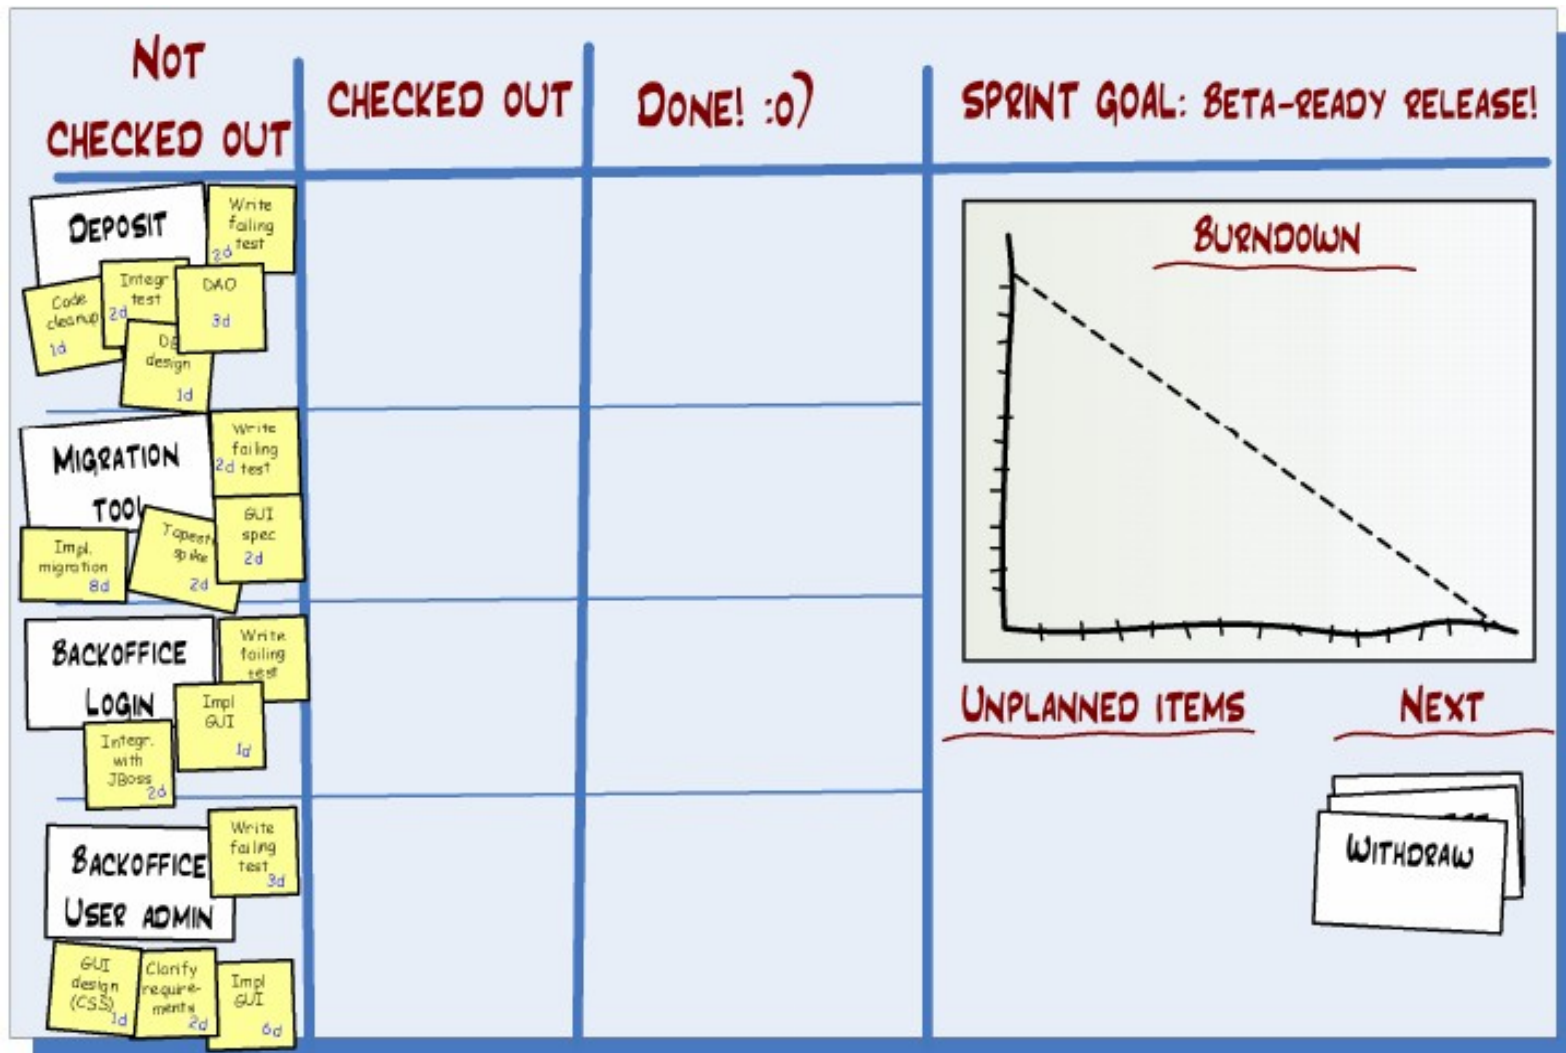 NOT
CHECKED OUT
CHECKED OUT
DONE! :o)
SPRINT GOAL: BETA-READY RELEASE!
DEPOSIT
Write
failing
test
2d
Code
cleanup
1d
Integr
test
2d
DAO
3d
design
1d
MIGRATION
TOOL
Write
failing
test
2d
GUI
spec
2d
Impl.
migration
8d
spike
2d
BACKOFFICE
LOGIN
Write
failing
test
Impl
GUI
1d
Integr.
with
JBoss
2d
BACKOFFICE
USER ADMIN
Write
failing
test
3d
GUI
design
(CSS)
1d
Clarify
require-
ments
2d
Impl
GUI
6d
BURNDOWN
UNPLANNED ITEMS
NEXT
WITHDRAW